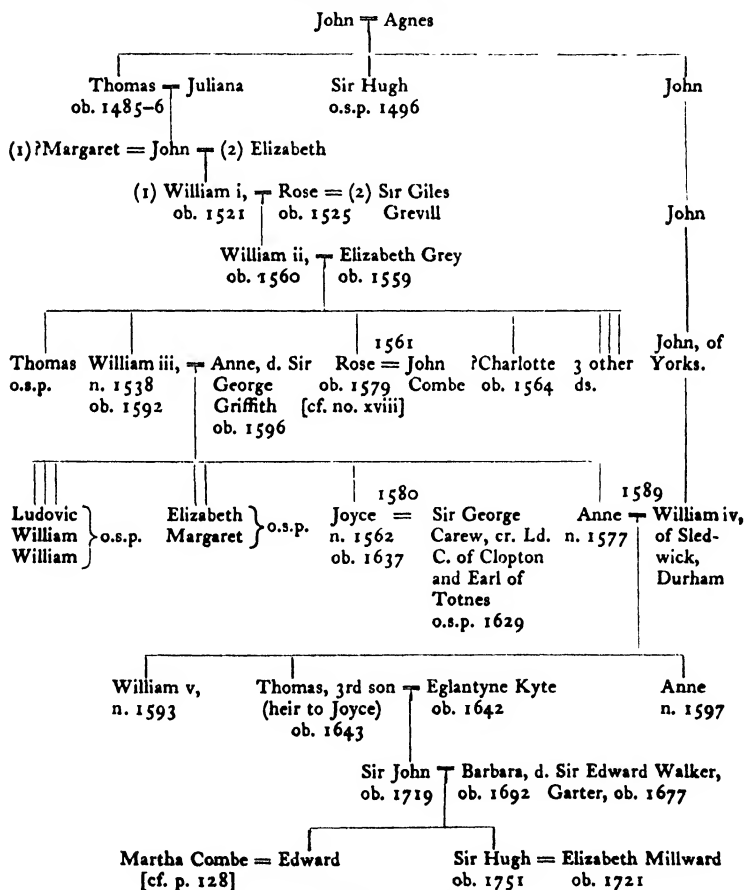 John = Agnes
Thomas = Juliana Sir Hugh John
ob. 1485-6 o.s.p. 1496
(1) ?Margaret = John = (2) Elizabeth
(1) William i, = Rose = (2) Sir Giles
ob. 1521 ob. 1525 Grevill John
William ii, = Elizabeth Grey
ob. 1560 ob. 1559
1561
Thomas William iii, = Anne, d. Sir Rose = John ?Charlotte 3 other John, of
o.s.p. n. 1538 George ob. 1579 Combe ob. 1564 ds. Yorks.
ob. 1592 Griffith [cf. no. xviii]
ob. 1596
1580 1589
Ludovic Elizabeth Joyce = Sir George Anne = William iv,
William } o.s.p. Margaret } o.s.p. n. 1562 Carew, cr. Ld. n. 1577 of Sled-
William ob. 1637 C. of Clopton wick,
and Earl of Durham
Totnes
o.s.p. 1629
William v, Thomas, 3rd son = Eglantyne Kyte Anne
n. 1593 (heir to Joyce) ob. 1642 n. 1597
ob. 1643
Sir John = Barbara, d. Sir Edward Walker,
ob. 1719 ob. 1692 Garter, ob. 1677
Martha Combe = Edward Sir Hugh = Elizabeth Millward
[cf. p. 128] ob. 1751 ob. 1721